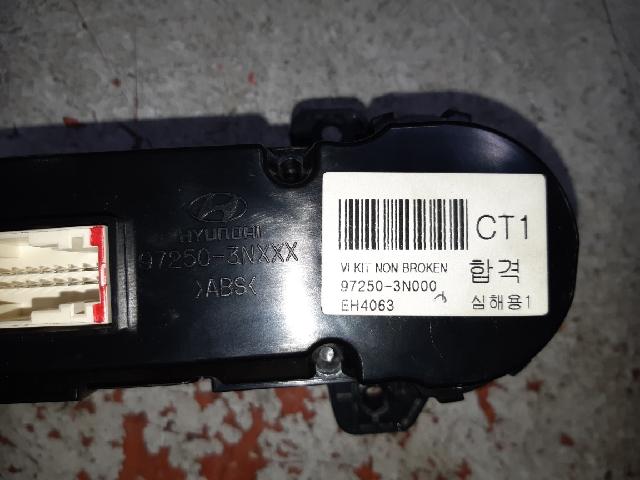 HYUNDAI
97250-3NXXX
>ABS<
CT1
VI KIT NON BROKEN
합격
97250-3N000
EH4063
심해용1